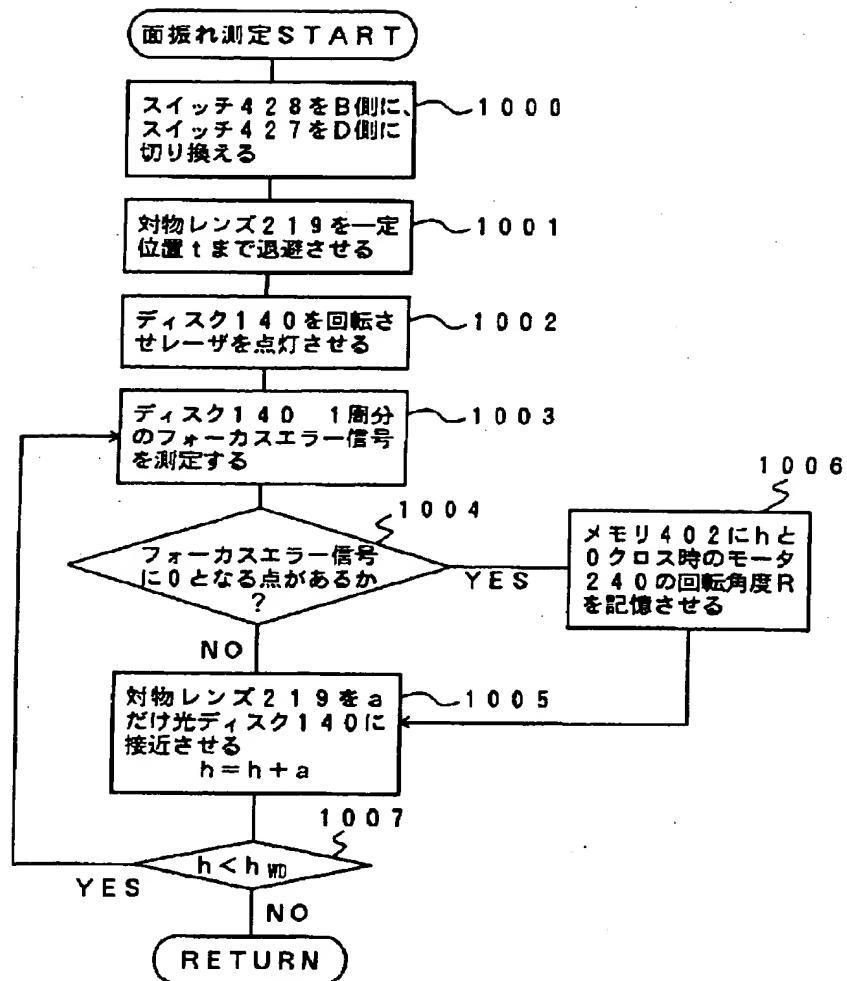 面振れ測定START
スイッチ428をB側に、
スイッチ427をD側に
切り換える
1000
対物レンズ219を一定
位置tまで退避させる
1001
ディスク140を回転さ
せレーザを点灯させる
1002
ディスク140 1周分
のフォーカスエラー信号
を測定する
1003
フォーカスエラー信号
に0となる点があるか
?
1004
YES
メモリ402にhと
0クロス時のモータ
240の回転角度R
を記憶させる
1006
NO
対物レンズ219をa
だけ光ディスク140に
接近させる
h=h+a
1005
h<hWD
1007
YES
NO
RETURN